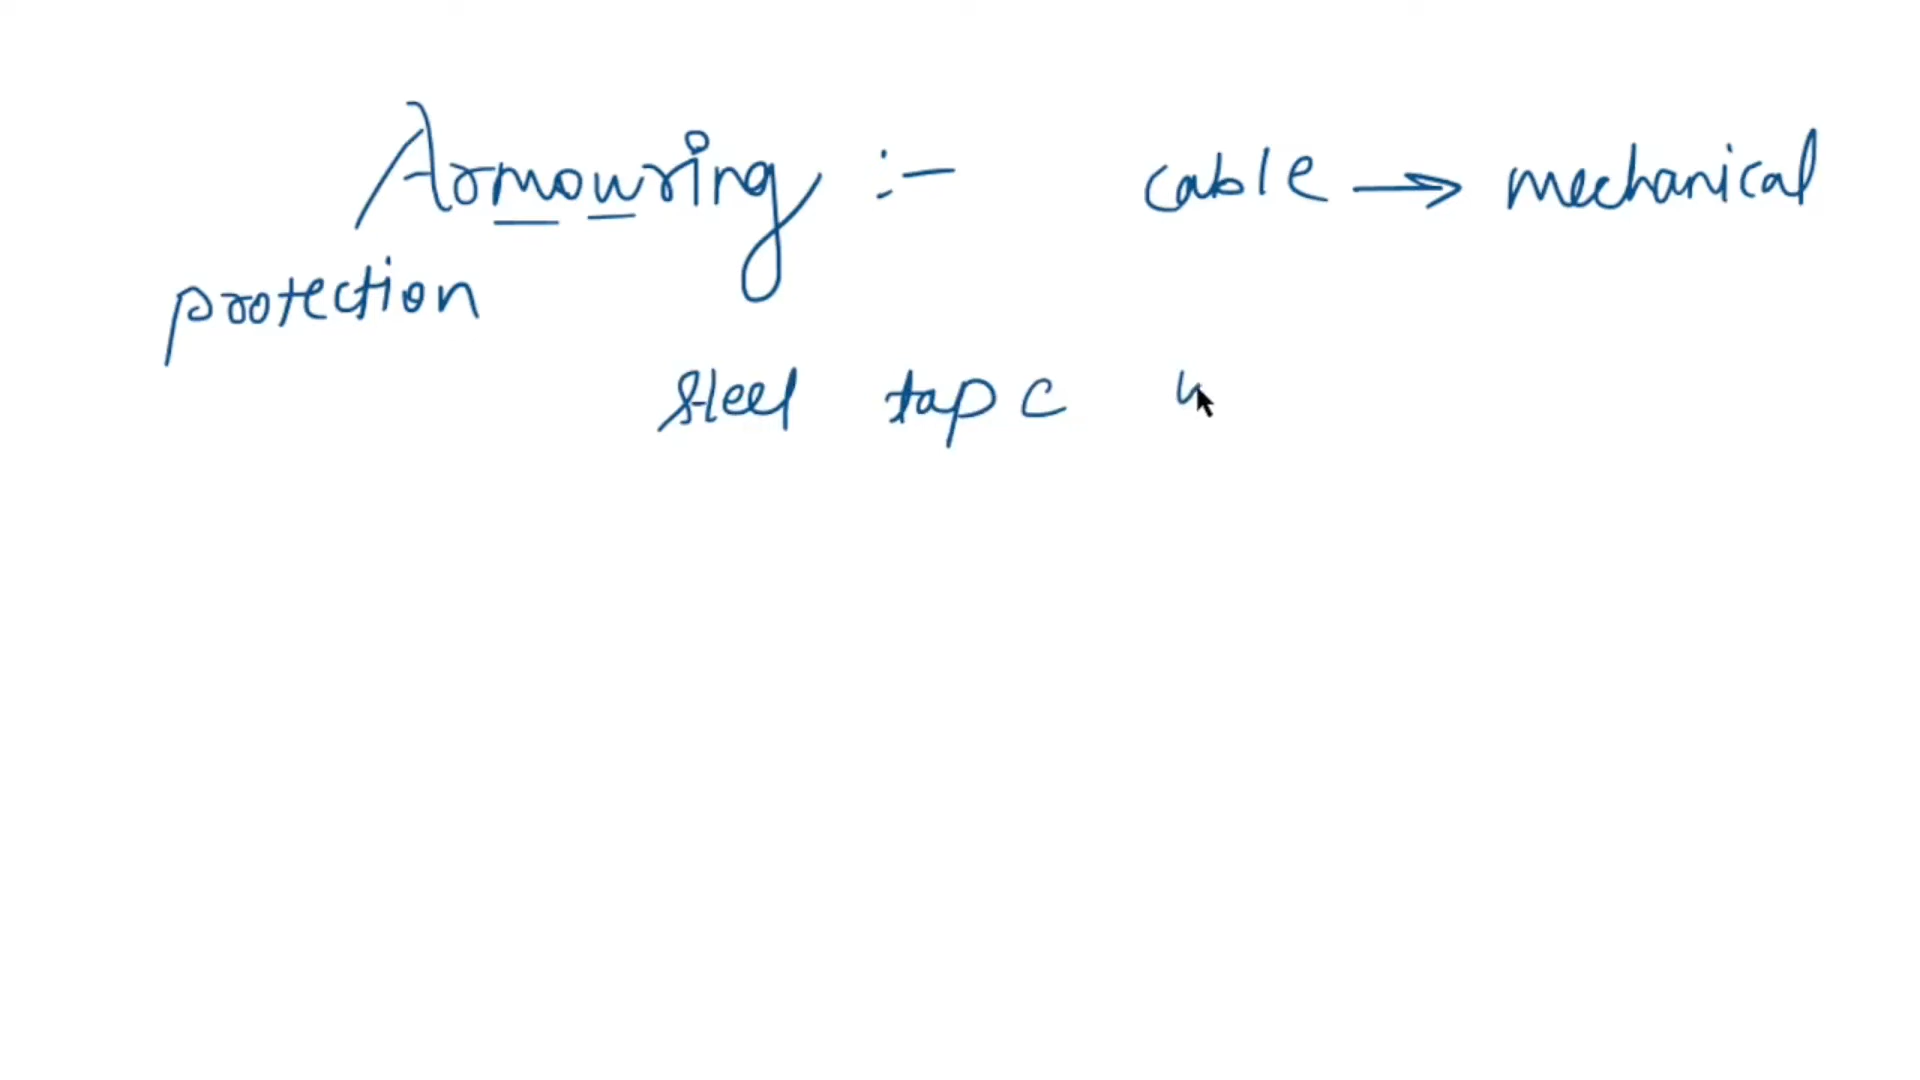 Armouring :- cable → mechanical
protection
steel tape